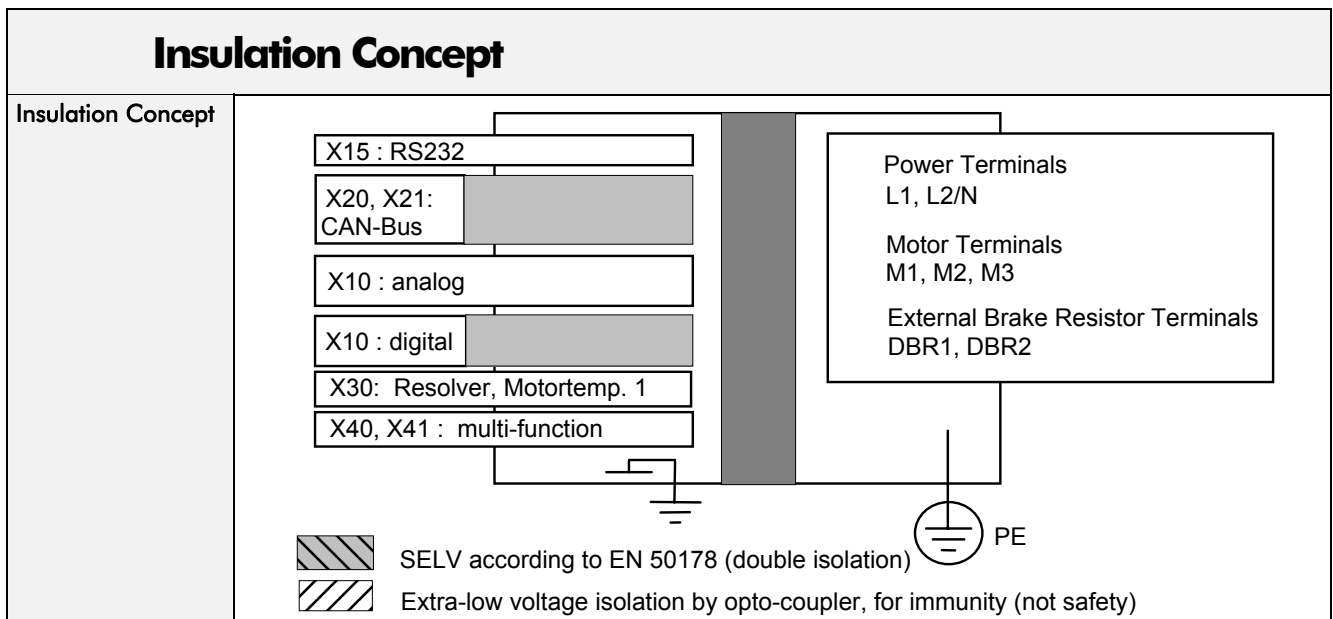 Insulation Concept
Insulation Concept
X15 : RS232
X20, X21:
CAN-Bus
X10 : analog
X10 : digital
X30: Resolver, Motortemp. 1
X40, X41 : multi-function
Power Terminals
L1, L2/N
Motor Terminals
M1, M2, M3
External Brake Resistor Terminals
DBR1, DBR2
PE
SELV according to EN 50178 (double isolation)
Extra-low voltage isolation by opto-coupler, for immunity (not safety)